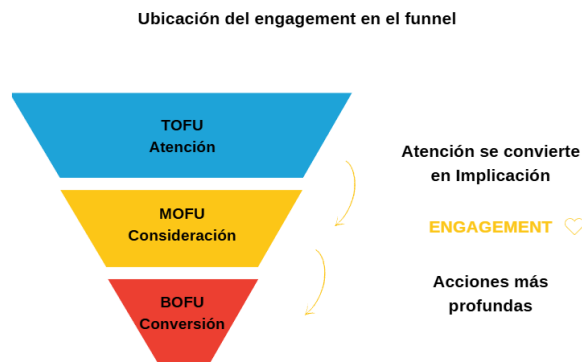 Ubicación del engagement en el funnel
TOFU
Atención
MOFU
Consideración
BOFU
Conversión
Atención se convierte
en Implicación
ENGAGEMENT
Acciones más
profundas